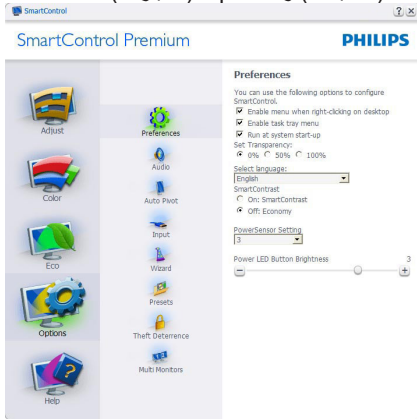 SmartControl
SmartControl Premium
PHILIPS
Adjust
Color
Eco
Options
Help
Preferences
Audio
Auto Pivot
Input
Wizard
Presets
Theft Deterrence
Multi Monitors
Preferences
You can use the following options to configure
SmartControl.
Enable menu when right-clicking on desktop
Enable task tray menu
Run at system start-up
Set Transparency:
0% 50% 100%
Select language:
English
SmartContrast
On: SmartContrast
Off: Economy
PowerSensor Setting
3
Power LED Button Brightness 3